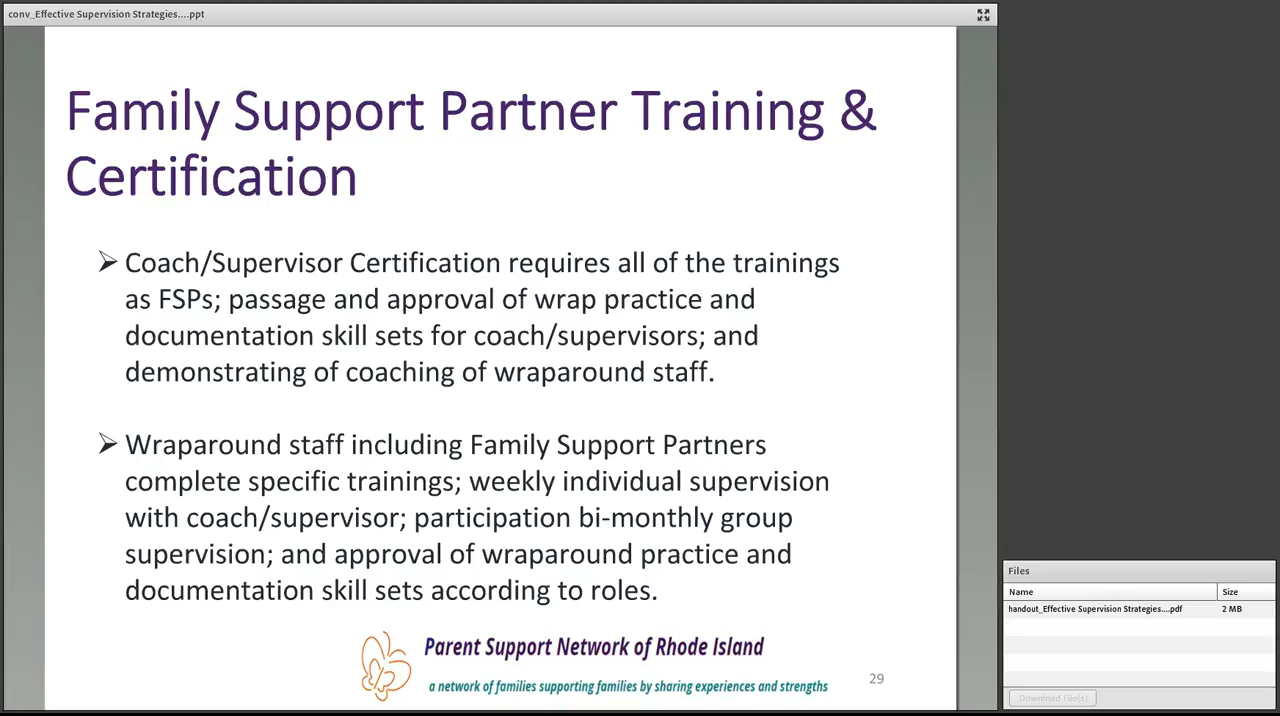 conv_Effective Supervision Strategies....ppt
Family Support Partner Training &
Certification
➢ Coach/Supervisor Certification requires all of the trainings
as FSPs; passage and approval of wrap practice and
documentation skill sets for coach/supervisors; and
demonstrating of coaching of wraparound staff.
➢ Wraparound staff including Family Support Partners
complete specific trainings; weekly individual supervision
with coach/supervisor; participation bi-monthly group
supervision; and approval of wraparound practice and
documentation skill sets according to roles.
Parent Support Network of Rhode Island
a network of families supporting families by sharing experiences and strengths
29
Files
Name Size
handout_Effective Supervision Strategies....pdf 2 MB
Download File(s)